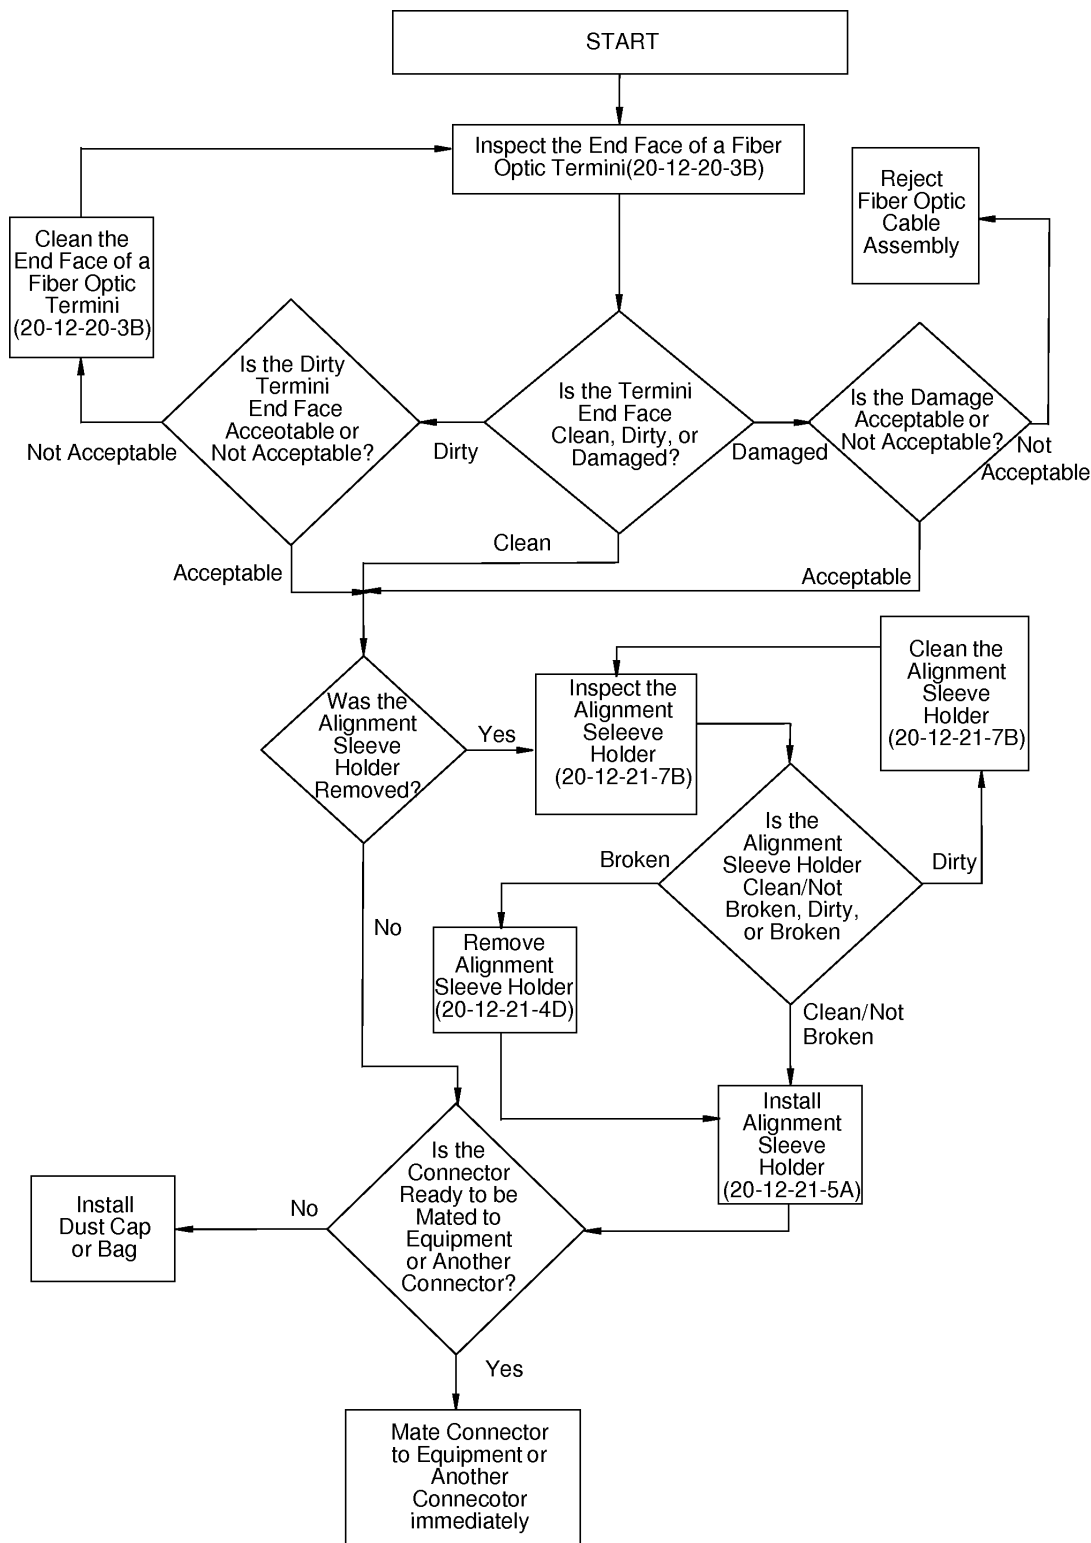 START
Inspect the End Face of a Fiber
Optic Termini(20-12-20-3B)
Reject
Fiber Optic
Cable
Assembly
Clean the
End Face of a
Fiber Optic
Termini
(20-12-20-3B)
Is the Dirty
Termini
End Face
Acceotable or
Not Acceptable?
Is the Termini
End Face
Clean, Dirty, or
Damaged?
Is the Damage
Acceptable or
Not Acceptable?
Not Acceptable
Dirty
Damaged
Not
Acceptable
Clean
Acceptable
Acceptable
Was the
Alignment
Sleeve
Holder
Removed?
Yes
Inspect the
Alignment
Seleeve
Holder
(20-12-21-7B)
Clean the
Alignment
Sleeve
Holder
(20-12-21-7B)
Is the
Alignment
Sleeve Holder
Clean/Not
Broken, Dirty,
or Broken
Broken
Dirty
No
Remove
Alignment
Sleeve Holder
(20-12-21-4D)
Clean/Not
Broken
Install
Alignment
Sleeve
Holder
(20-12-21-5A)
Is the
Connector
Ready to be
Mated to
Equipment
or Another
Connector?
No
Install
Dust Cap
or Bag
Yes
Mate Connector
to Equipment or
Another
Connecotor
immediately